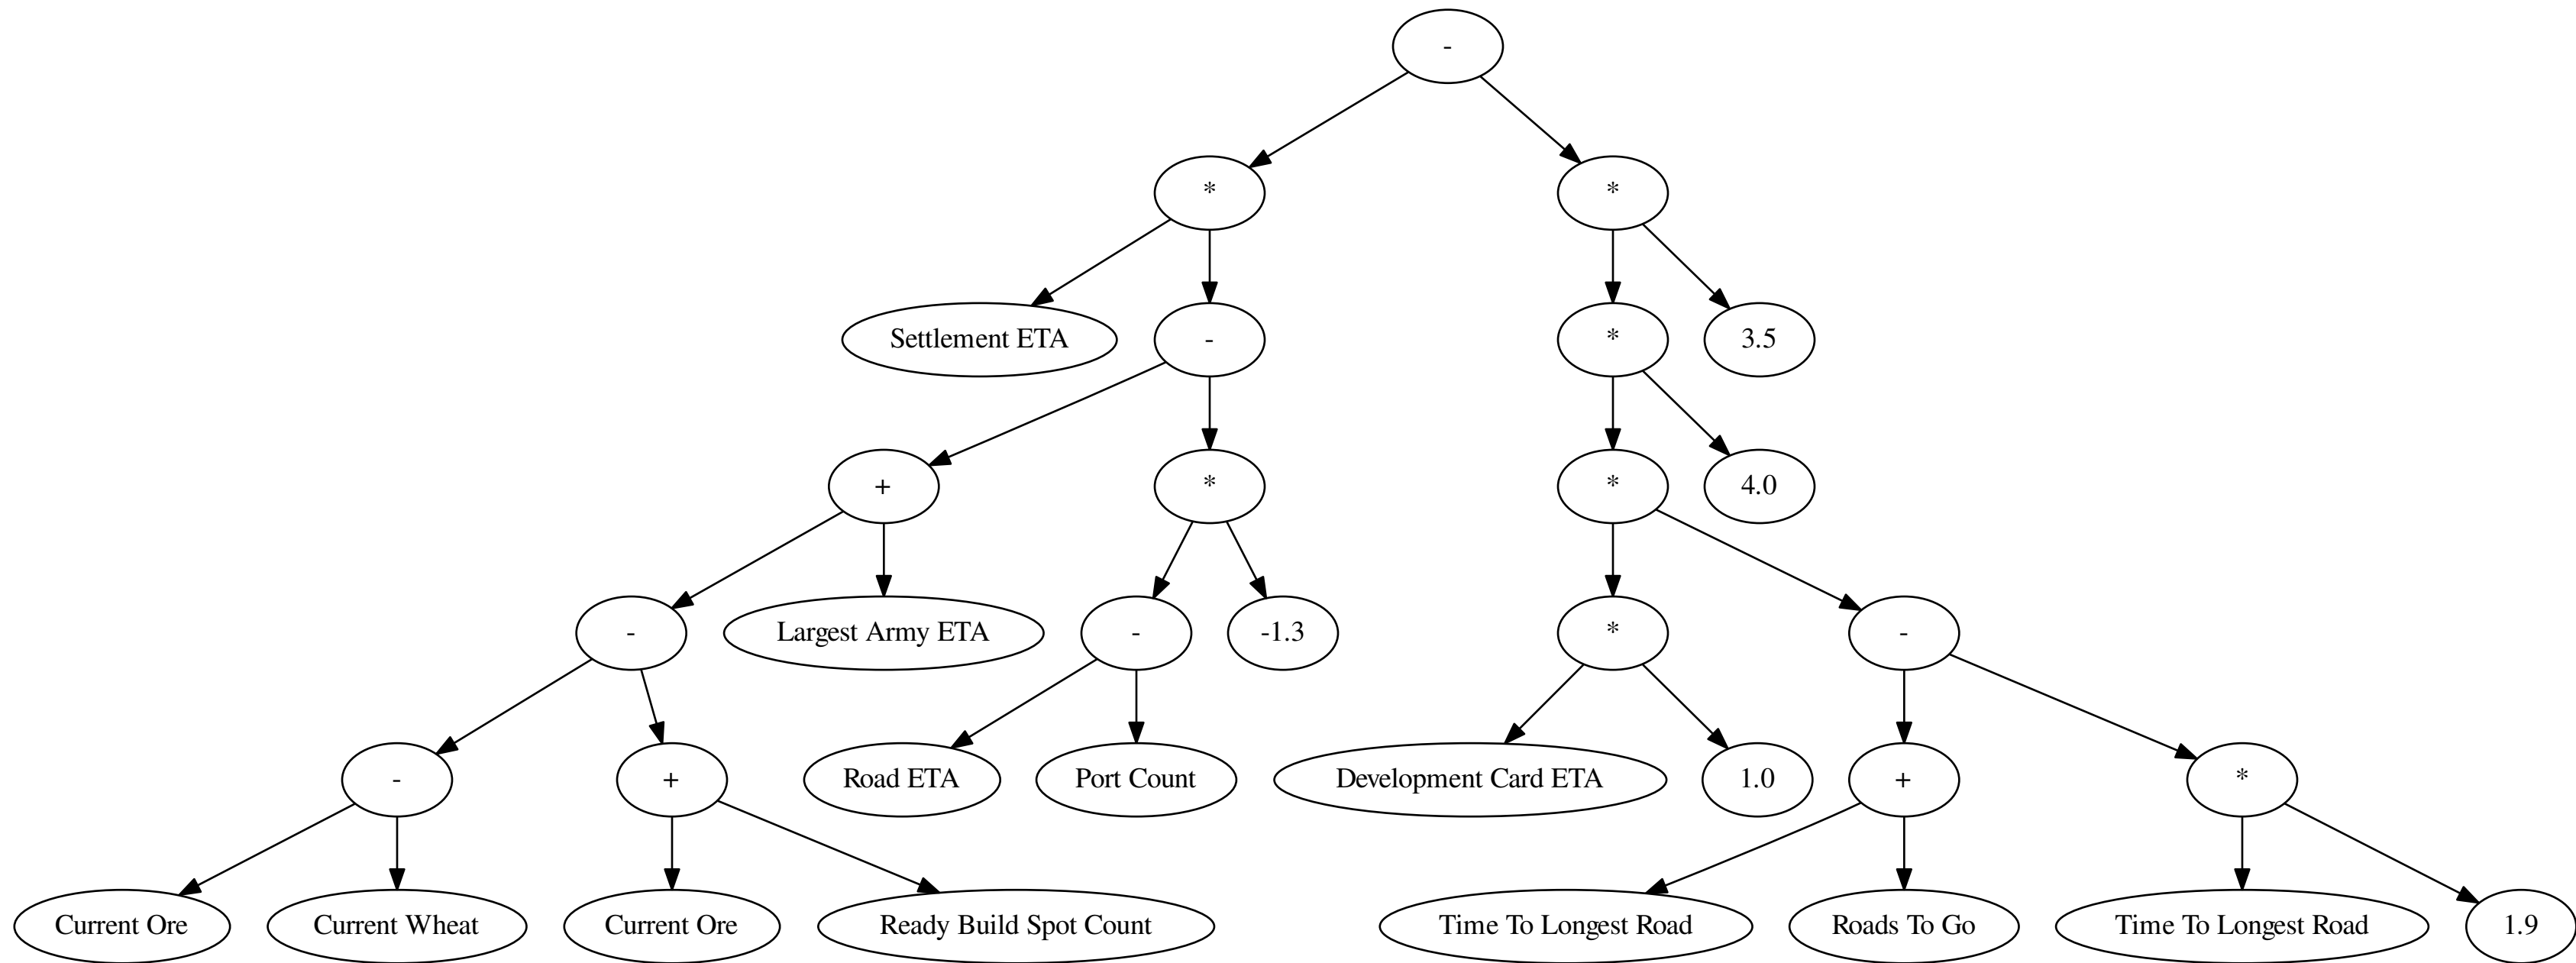 -
*
*
Settlement ETA
-
*
3.5
+
*
*
4.0
-
Largest Army ETA
-
-1.3
*
-
-
+
Road ETA
Port Count
Development Card ETA
1.0
+
*
Current Ore
Current Wheat
Current Ore
Ready Build Spot Count
Time To Longest Road
Roads To Go
Time To Longest Road
1.9